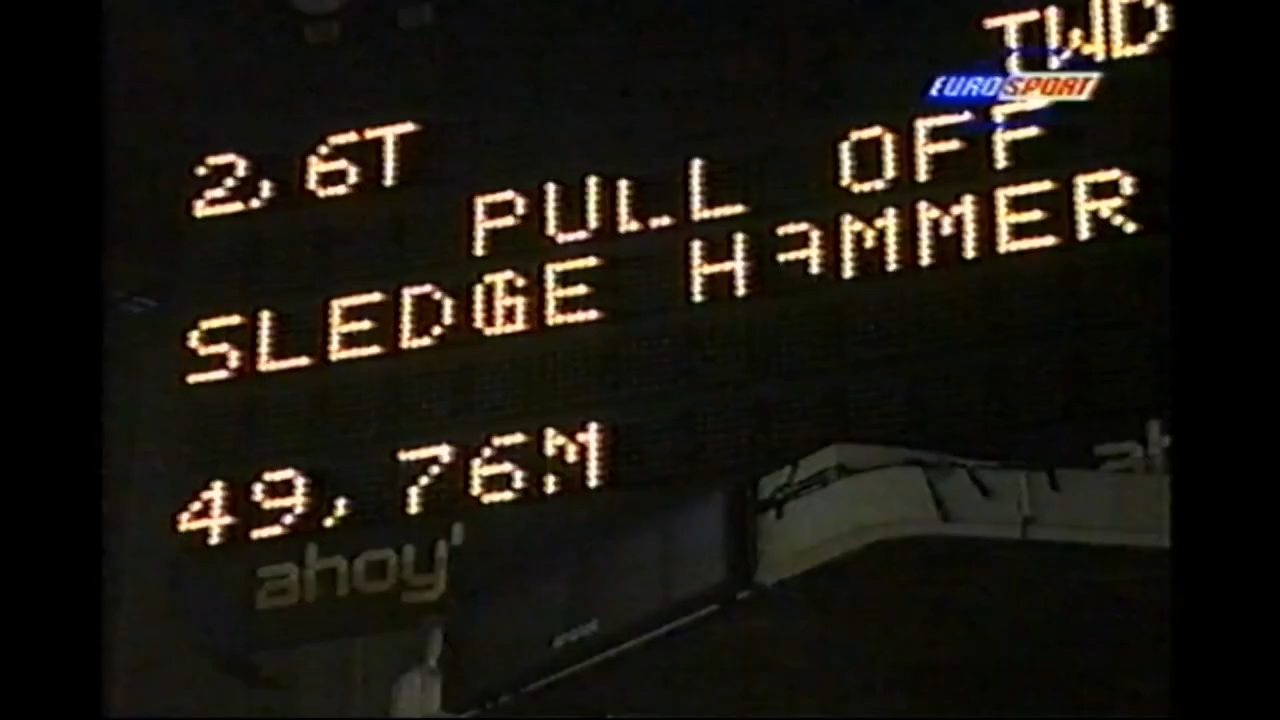 TWD
EUROSPORT
2,6T PULL OFF
SLEDGE HAMMER
49,76M
ahoy'